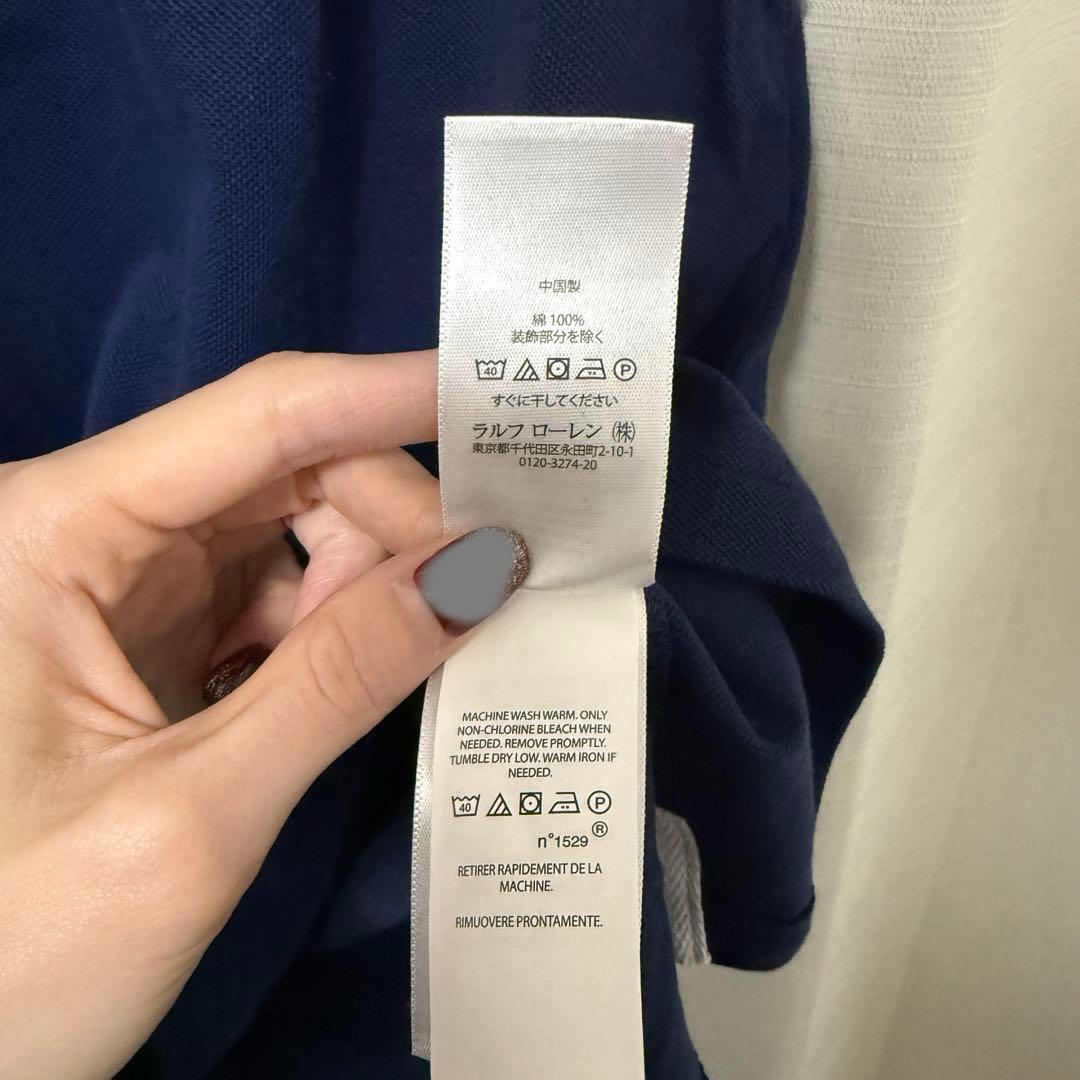 中国製
綿 100%
装飾部分を除く
40 P
すぐに干してください
ラルフ ローレン (株)
東京都千代田区永田町2-10-1
0120-3274-20
MACHINE WASH WARM. ONLY
NON-CHLORINE BLEACH WHEN
NEEDED. REMOVE PROMPTLY.
TUMBLE DRY LOW. WARM IRON IF
NEEDED.
40 P
n°1529 ®
RETIRER RAPIDEMENT DE LA
MACHINE.
RIMUOVERE PRONTAMENTE.